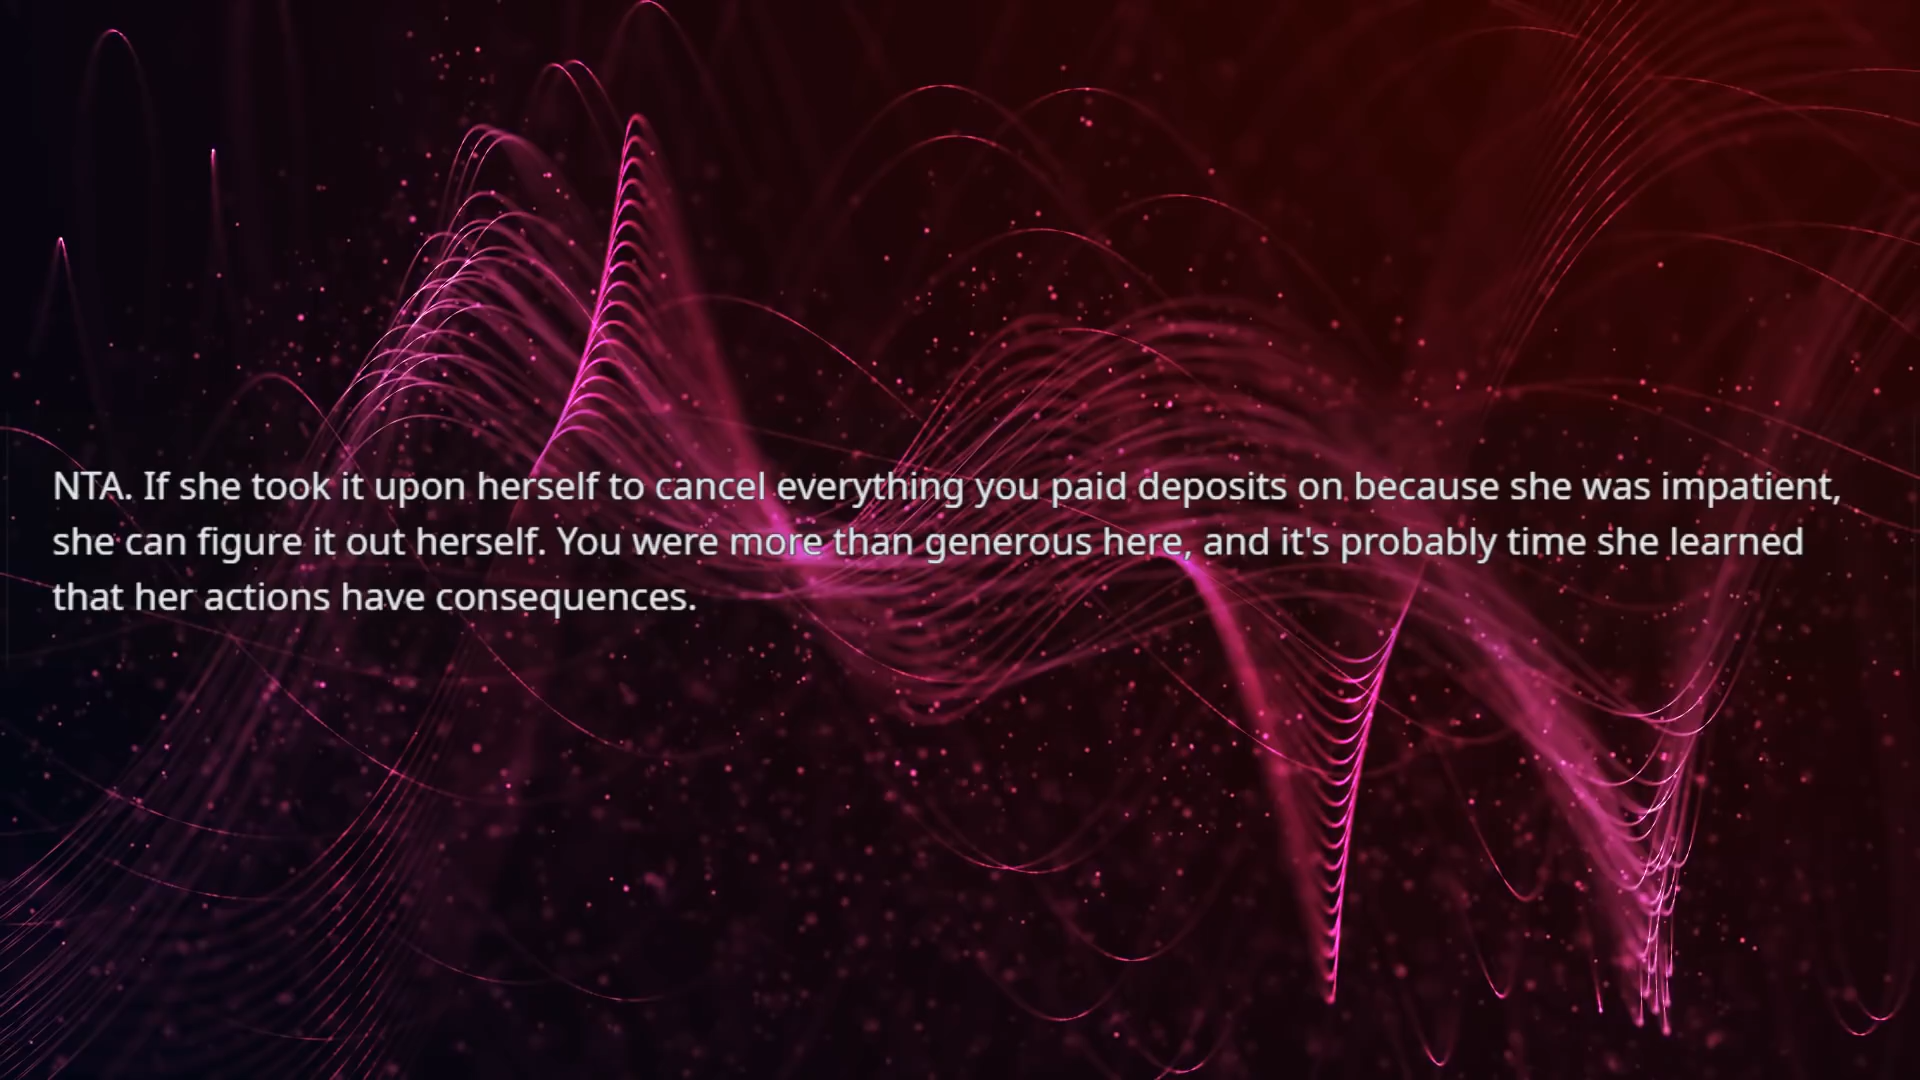 NTA. If she took it upon herself to cancel everything you paid deposits on because she was impatient,
she can figure it out herself. You were more than generous here, and it's probably time she learned
that her actions have consequences.